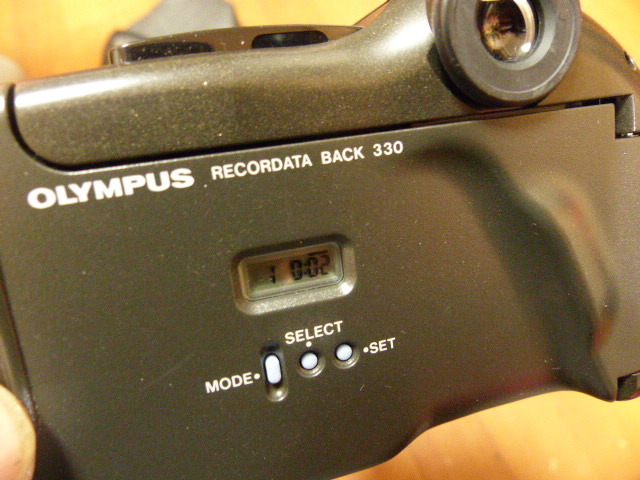 OLYMPUS RECORDATA BACK 330
1 0:02
SELECT
MODE• •SET